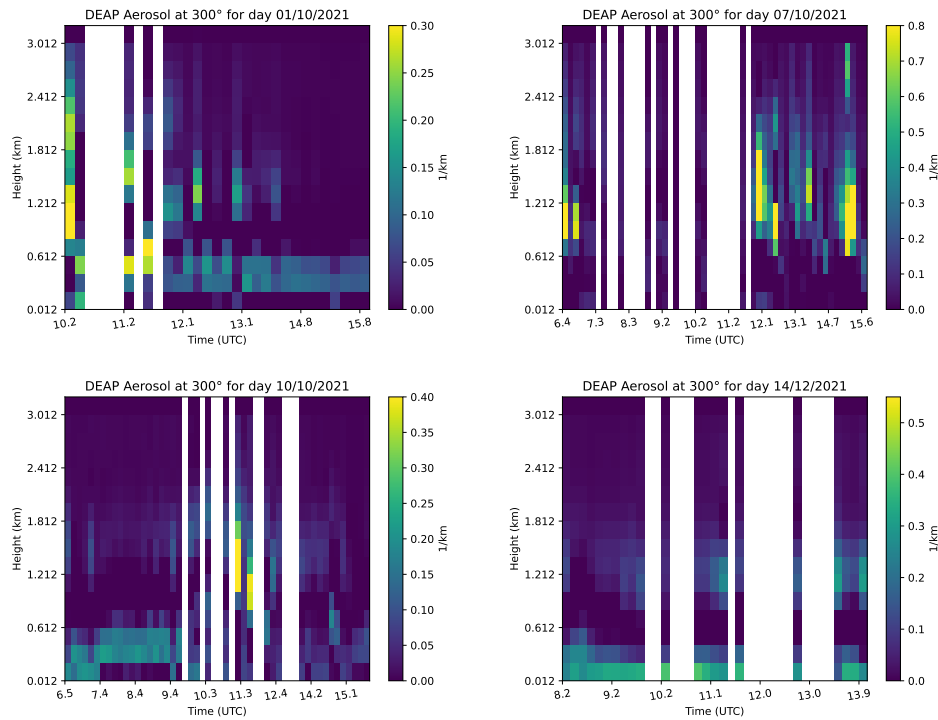 DEAP Aerosol at 300° for day 01/10/2021
3.012
2.412
1.812
1.212
0.612
0.012
Height (km)
10.2 11.2 12.1 13.1 14.8 15.8
Time (UTC)
0.30
0.25
0.20
0.15
0.10
0.05
0.00
1/km
DEAP Aerosol at 300° for day 07/10/2021
3.012
2.412
1.812
1.212
0.612
0.012
Height (km)
6.4 7.3 8.3 9.2 10.2 11.2 12.1 13.1 14.7 15.6
Time (UTC)
0.8
0.7
0.6
0.5
0.4
0.3
0.2
0.1
0.0
1/km
DEAP Aerosol at 300° for day 10/10/2021
3.012
2.412
1.812
1.212
0.612
0.012
Height (km)
6.5 7.4 8.4 9.4 10.3 11.3 12.4 14.2 15.1
Time (UTC)
0.40
0.35
0.30
0.25
0.20
0.15
0.10
0.05
0.00
1/km
DEAP Aerosol at 300° for day 14/12/2021
3.012
2.412
1.812
1.212
0.612
0.012
Height (km)
8.2 9.2 10.2 11.1 12.0 13.0 13.9
Time (UTC)
0.5
0.4
0.3
0.2
0.1
0.0
1/km